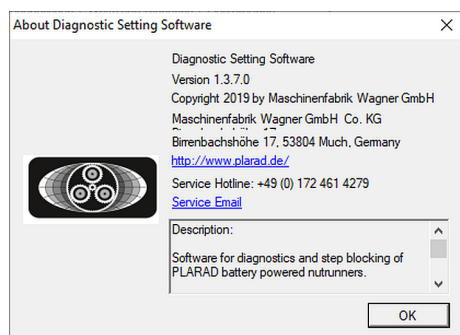 About Diagnostic Setting Software
Diagnostic Setting Software
Version 1.3.7.0
Copyright 2019 by Maschinenfabrik Wagner GmbH
Maschinenfabrik Wagner GmbH  Co. KG
Birrenbachshöhe 17, 53804 Much, Germany
http://www.plarad.de/
Service Hotline: +49 (0) 172 461 4279
Service Email
Description:
Software for diagnostics and step blocking of
PLARAD battery powered nutrunners.
OK